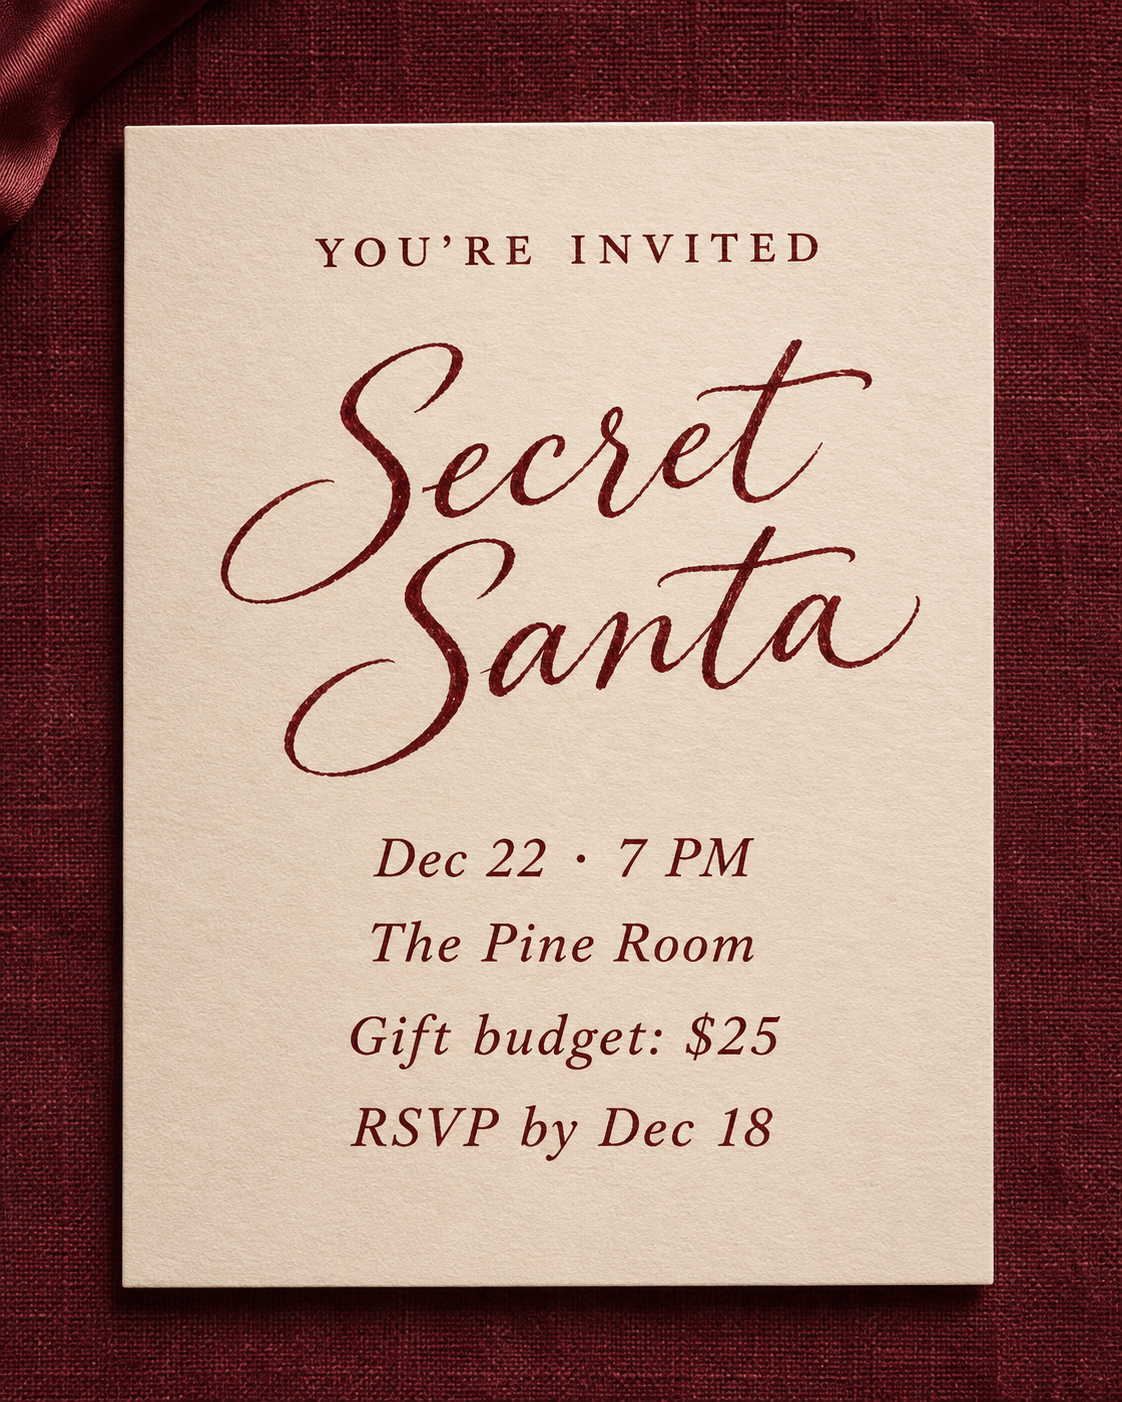 YOU’RE INVITED
Secret
Santa
Dec 22 · 7 PM
The Pine Room
Gift budget: $25
RSVP by Dec 18